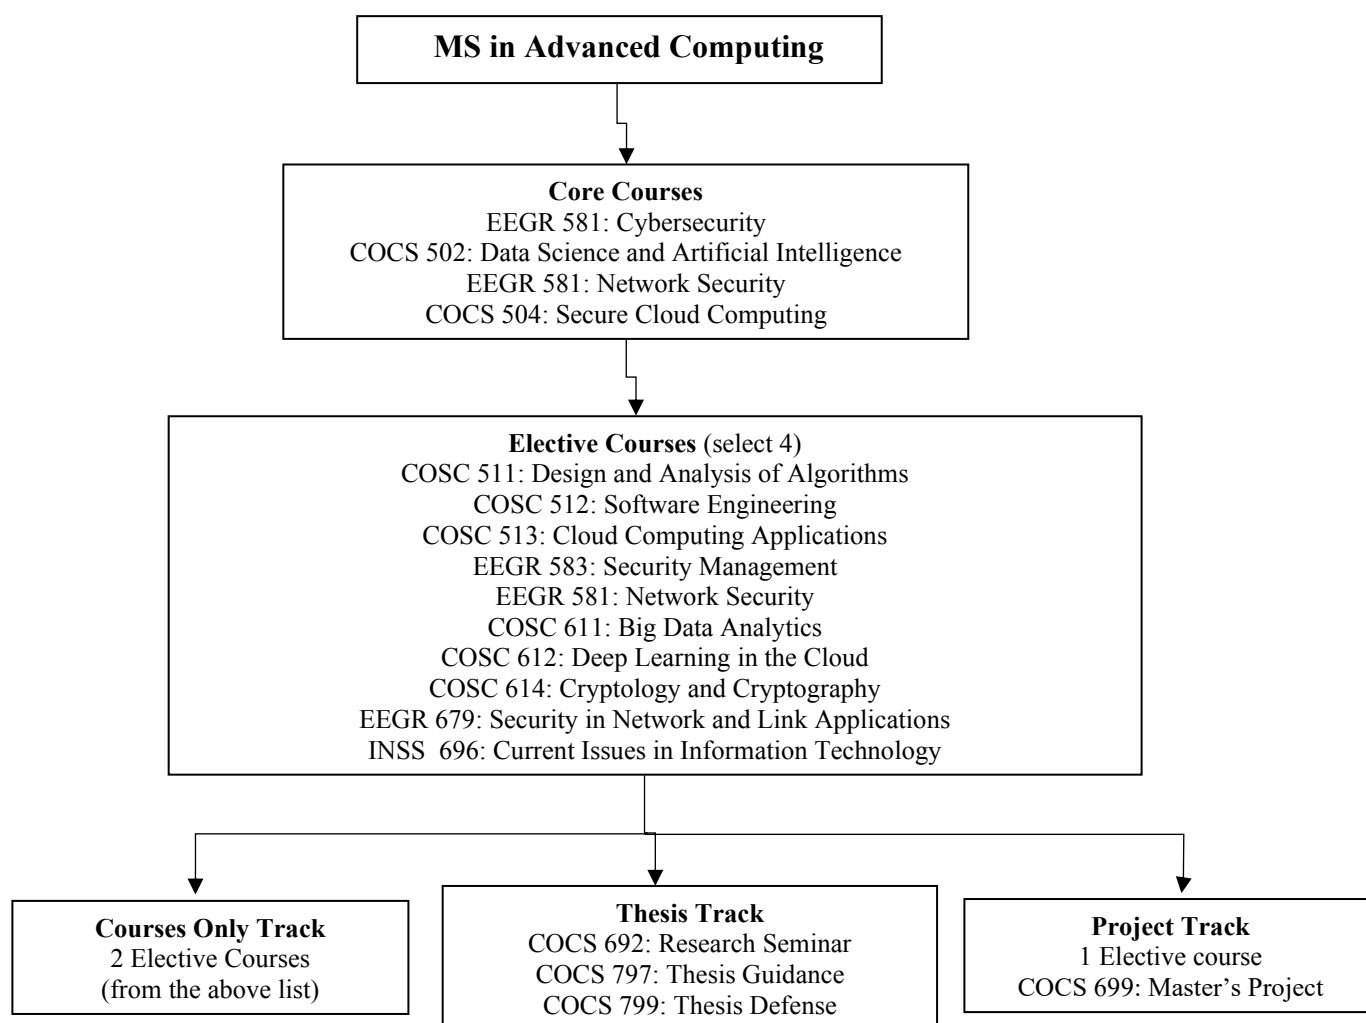 MS in Advanced Computing
Core Courses
EEGR 581: Cybersecurity
COCS 502: Data Science and Artificial Intelligence
EEGR 581: Network Security
COCS 504: Secure Cloud Computing
Elective Courses (select 4)
COSC 511: Design and Analysis of Algorithms
COSC 512: Software Engineering
COSC 513: Cloud Computing Applications
EEGR 583: Security Management
EEGR 581: Network Security
COSC 611: Big Data Analytics
COSC 612: Deep Learning in the Cloud
COSC 614: Cryptology and Cryptography
EEGR 679: Security in Network and Link Applications
INSS  696: Current Issues in Information Technology
Courses Only Track
2 Elective Courses
(from the above list)
Thesis Track
COCS 692: Research Seminar
COCS 797: Thesis Guidance
COCS 799: Thesis Defense
Project Track
1 Elective course
COCS 699: Master’s Project